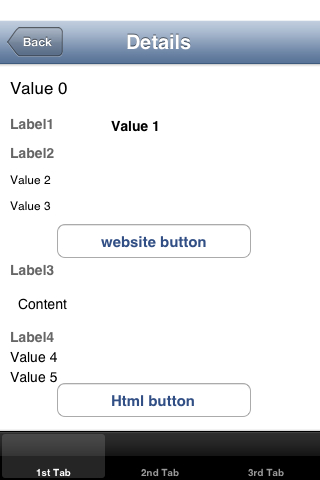 Back
Details
Value 0
Label1 Value 1
Label2
Value 2
Value 3
website button
Label3
Content
Label4
Value 4
Value 5
Html button
1st Tab 2nd Tab 3rd Tab